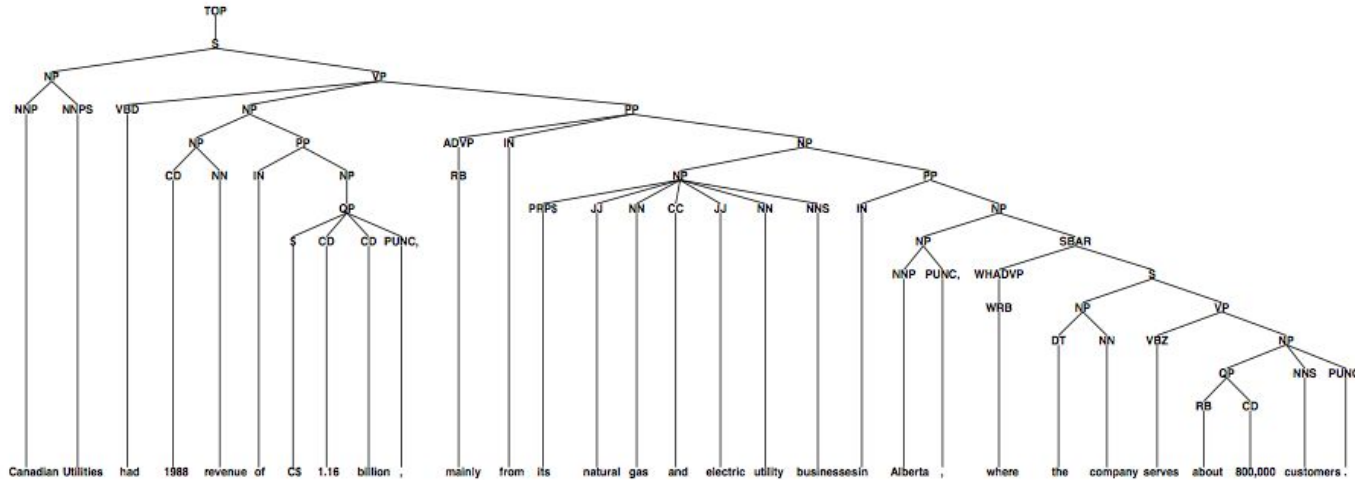 TOP
S
NP VP
NNP NNPS VBD NP PP
NP PP ADVP IN NP
CD NN IN NP RB NP PP
QP PRP$ JJ NN CC JJ NN NNS IN NP
$ CD CD PUNC, NP SBAR
NNP PUNC, WHADVP S
WRB NP VP
DT NN VBZ NP
QP NNS PUNC
RB CD
Canadian Utilities had 1988 revenue of C$ 1.16 billion , mainly from its natural gas and electric utility businesses in Alberta , where the company serves about 800,000 customers .